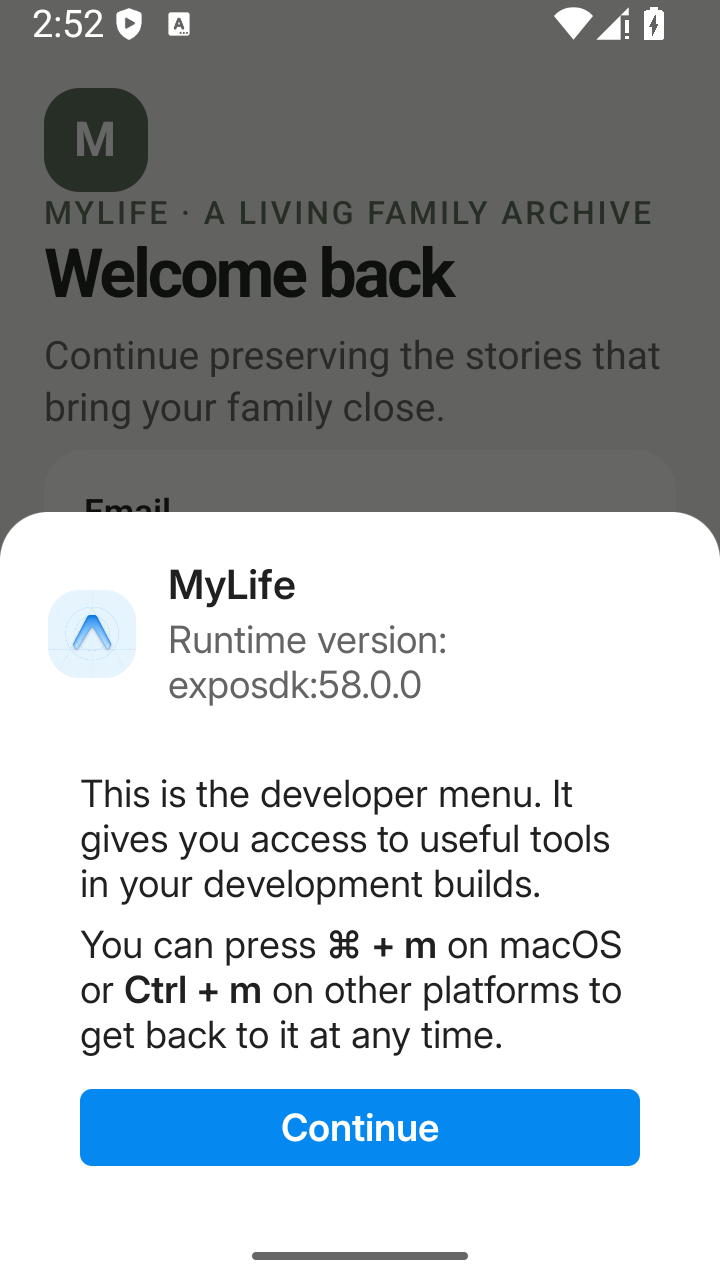 2:52
M
MYLIFE · A LIVING FAMILY ARCHIVE
Welcome back
Continue preserving the stories that
bring your family close.
Email
MyLife
Runtime version:
exposdk:58.0.0
This is the developer menu. It
gives you access to useful tools
in your development builds.
You can press ⌘ + m on macOS
or Ctrl + m on other platforms to
get back to it at any time.
Continue